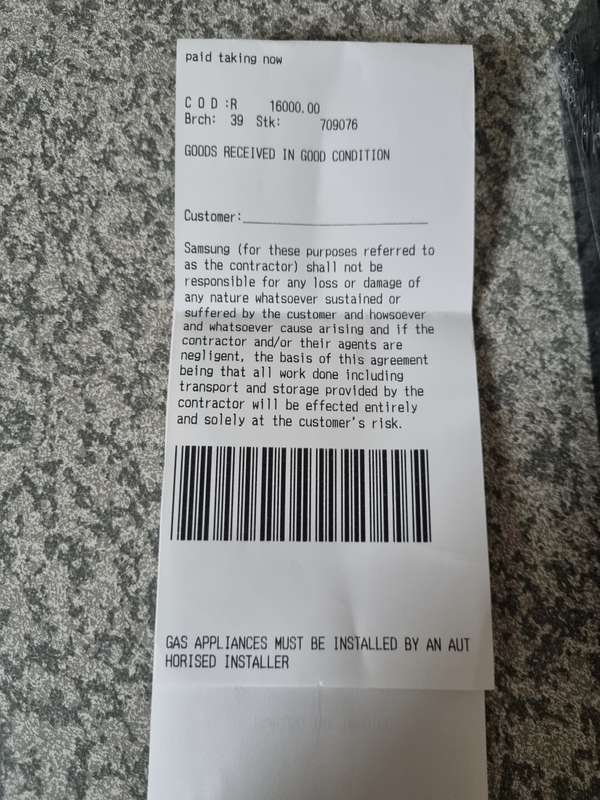 paid taking now
C O D :R 16000.00
Brch: 39 Stk: 709076
GOODS RECEIVED IN GOOD CONDITION
Customer:____________________________
Samsung (for these purposes referred to
as the contractor) shall not be
responsible for any loss or damage of
any nature whatsoever sustained or
suffered by the customer and howsoever
and whatsoever cause arising and if the
contractor and/or their agents are
negligent, the basis of this agreement
being that all work done including
transport and storage provided by the
contractor will be effected entirely
and solely at the customer's risk.
GAS APPLIANCES MUST BE INSTALLED BY AN AUT
HORISED INSTALLER